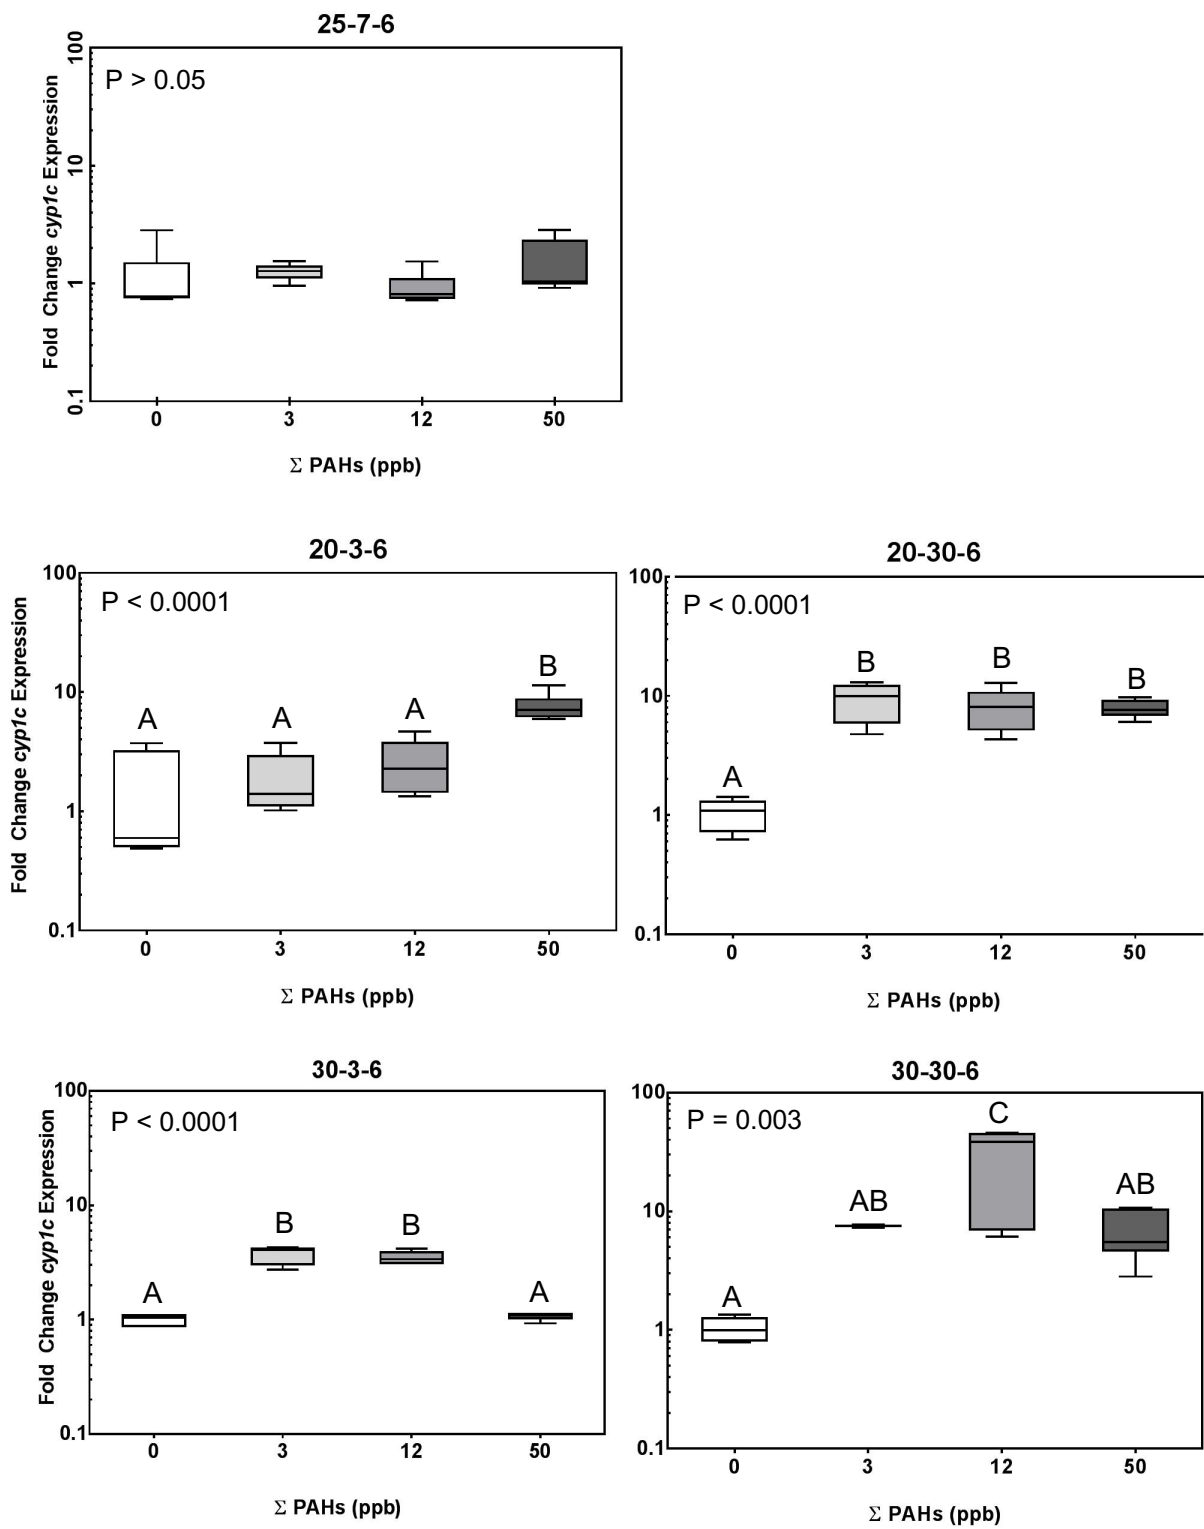 25-7-6
P > 0.05
Fold Change cyp1c Expression
100
10
1
0.1
0 3 12 50
Σ PAHs (ppb)
20-3-6
P < 0.0001
Fold Change cyp1c Expression
100
10
1
0.1
A A A B
0 3 12 50
Σ PAHs (ppb)
20-30-6
P < 0.0001
100
10
1
0.1
A B B B
0 3 12 50
Σ PAHs (ppb)
30-3-6
P < 0.0001
Fold Change cyp1c Expression
100
10
1
0.1
A B B A
0 3 12 50
Σ PAHs (ppb)
30-30-6
P = 0.003
100
10
1
0.1
A AB C AB
0 3 12 50
Σ PAHs (ppb)